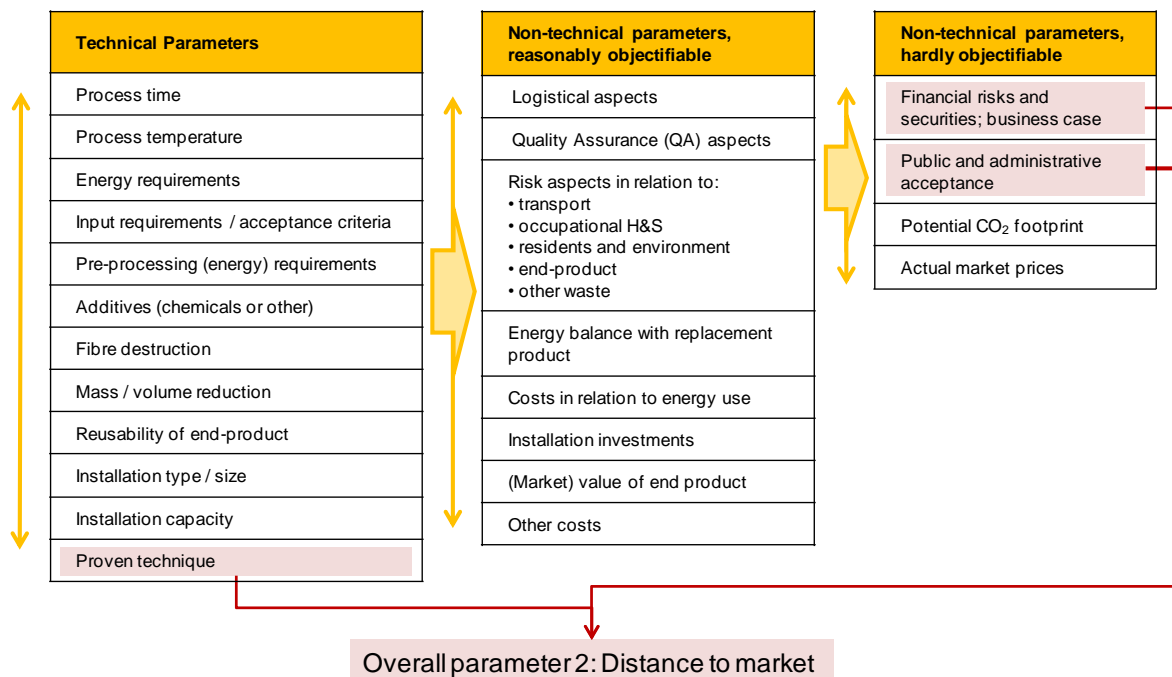 Technical Parameters
Process time
Process temperature
Energy requirements
Input requirements / acceptance criteria
Pre-processing (energy) requirements
Additives (chemicals or other)
Fibre destruction
Mass / volume reduction
Reusability of end-product
Installation type / size
Installation capacity
Proven technique
Non-technical parameters,
reasonably objectifiable
Logistical aspects
Quality Assurance (QA) aspects
Risk aspects in relation to:
• transport
• occupational H&S
• residents and environment
• end-product
• other waste
Energy balance with replacement
product
Costs in relation to energy use
Installation investments
(Market) value of end product
Other costs
Non-technical parameters,
hardly objectifiable
Financial risks and
securities; business case
Public and administrative
acceptance
Potential CO₂ footprint
Actual market prices
Overall parameter 2: Distance to market